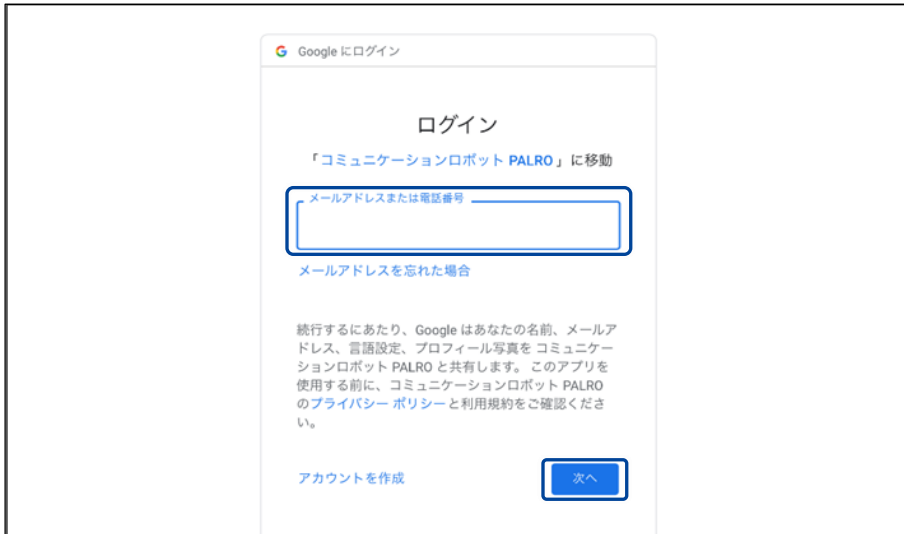 Google にログイン
ログイン
「コミュニケーションロボット PALRO」に移動
メールアドレスまたは電話番号
メールアドレスを忘れた場合
続行するにあたり、Google はあなたの名前、メールア
ドレス、言語設定、プロフィール写真を コミュニケー
ションロボット PALRO と共有します。 このアプリを
使用する前に、コミュニケーションロボット PALRO
のプライバシー ポリシーと利用規約をご確認くださ
い。
アカウントを作成
次へ